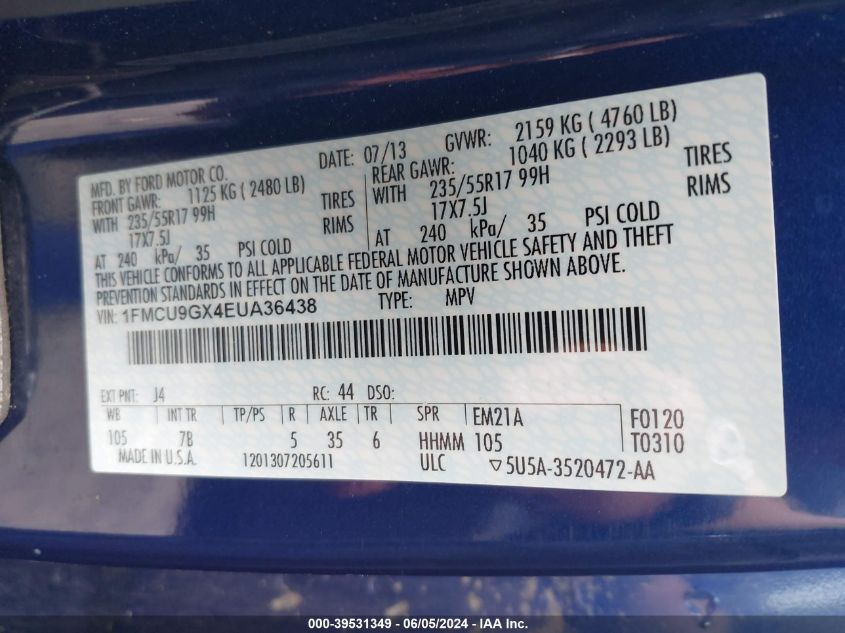 MFD. BY FORD MOTOR CO. DATE: 07/13 GVWR: 2159 KG ( 4760 LB)
FRONT GAWR: 1125 KG ( 2480 LB) REAR GAWR: 1040 KG ( 2293 LB)
WITH 235/55R17 99H TIRES WITH 235/55R17 99H TIRES
17X7.5J RIMS 17X7.5J RIMS
AT 240 kPa/ 35 PSI COLD AT 240 kPa/ 35 PSI COLD
THIS VEHICLE CONFORMS TO ALL APPLICABLE FEDERAL MOTOR VEHICLE SAFETY AND THEFT
PREVENTION STANDARDS IN EFFECT ON THE DATE OF MANUFACTURE SHOWN ABOVE.
VIN: 1FMCU9GX4EUA36438 TYPE: MPV
EXT PNT: J4 RC: 44 DSO:
WB INT TR TP/PS R AXLE TR SPR EM21A F0120
105 7B 5 35 6 HHMM 105 T0310
MADE IN U.S.A. 1201307205611 ULC ▽5U5A-3520472-AA
000-39531349 - 06/05/2024 - IAA Inc.